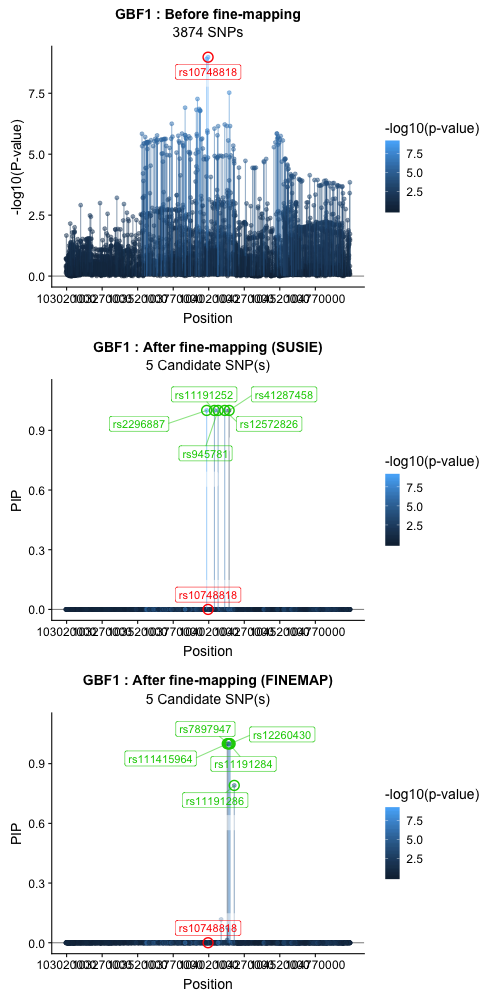 GBF1 : Before fine-mapping
3874 SNPs
rs10748818
7.5
5.0
2.5
0.0
-log10(P-value)
Position
-log10(p-value)
7.5
5.0
2.5
GBF1 : After fine-mapping (SUSIE)
5 Candidate SNP(s)
rs11191252
rs41287458
rs2296887
rs12572826
rs945781
rs10748818
0.9
0.6
0.3
0.0
PIP
Position
-log10(p-value)
7.5
5.0
2.5
GBF1 : After fine-mapping (FINEMAP)
5 Candidate SNP(s)
rs7897947
rs12260430
rs111415964
rs11191284
rs11191286
rs10748818
0.9
0.6
0.3
0.0
PIP
Position
-log10(p-value)
7.5
5.0
2.5